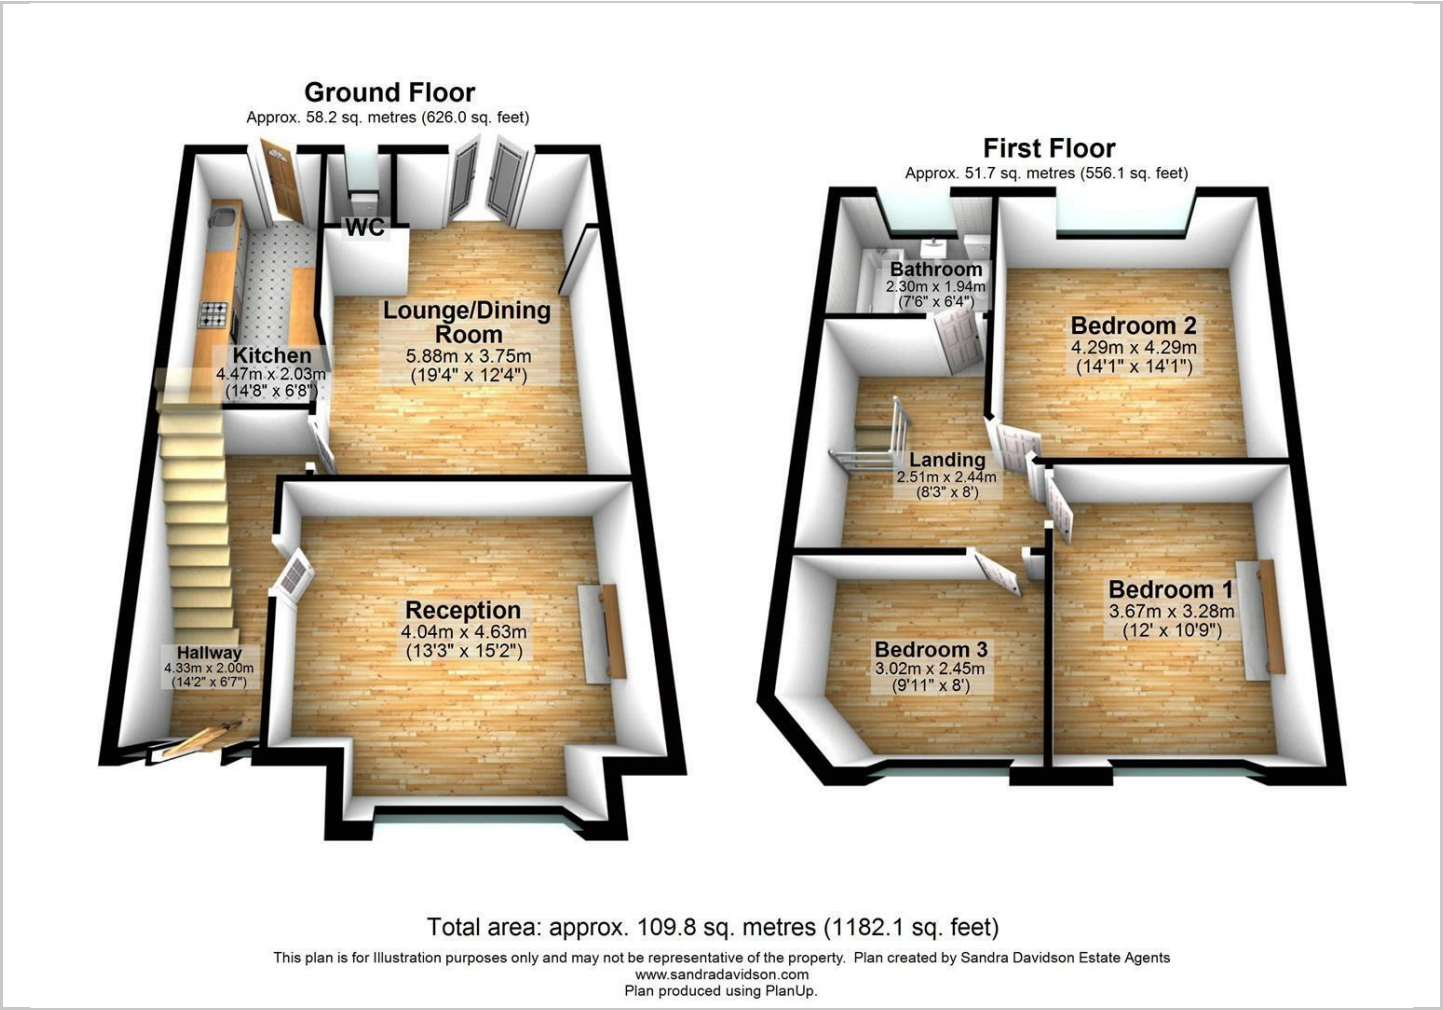 Ground Floor
Approx. 58.2 sq. metres (626.0 sq. feet)
WC
Lounge/Dining
Room
5.88m x 3.75m
(19'4" x 12'4")
Kitchen
4.47m x 2.03m
(14'8" x 6'8")
Reception
4.04m x 4.63m
(13'3" x 15'2")
Hallway
4.33m x 2.00m
(14'2" x 6'7")
First Floor
Approx. 51.7 sq. metres (556.1 sq. feet)
Bathroom
2.30m x 1.94m
(7'6" x 6'4")
Bedroom 2
4.29m x 4.29m
(14'1" x 14'1")
Landing
2.51m x 2.44m
(8'3" x 8')
Bedroom 1
3.67m x 3.28m
(12' x 10'9")
Bedroom 3
3.02m x 2.45m
(9'11" x 8')
Total area: approx. 109.8 sq. metres (1182.1 sq. feet)
This plan is for Illustration purposes only and may not be representative of the property. Plan created by Sandra Davidson Estate Agents
www.sandradavidson.com
Plan produced using PlanUp.